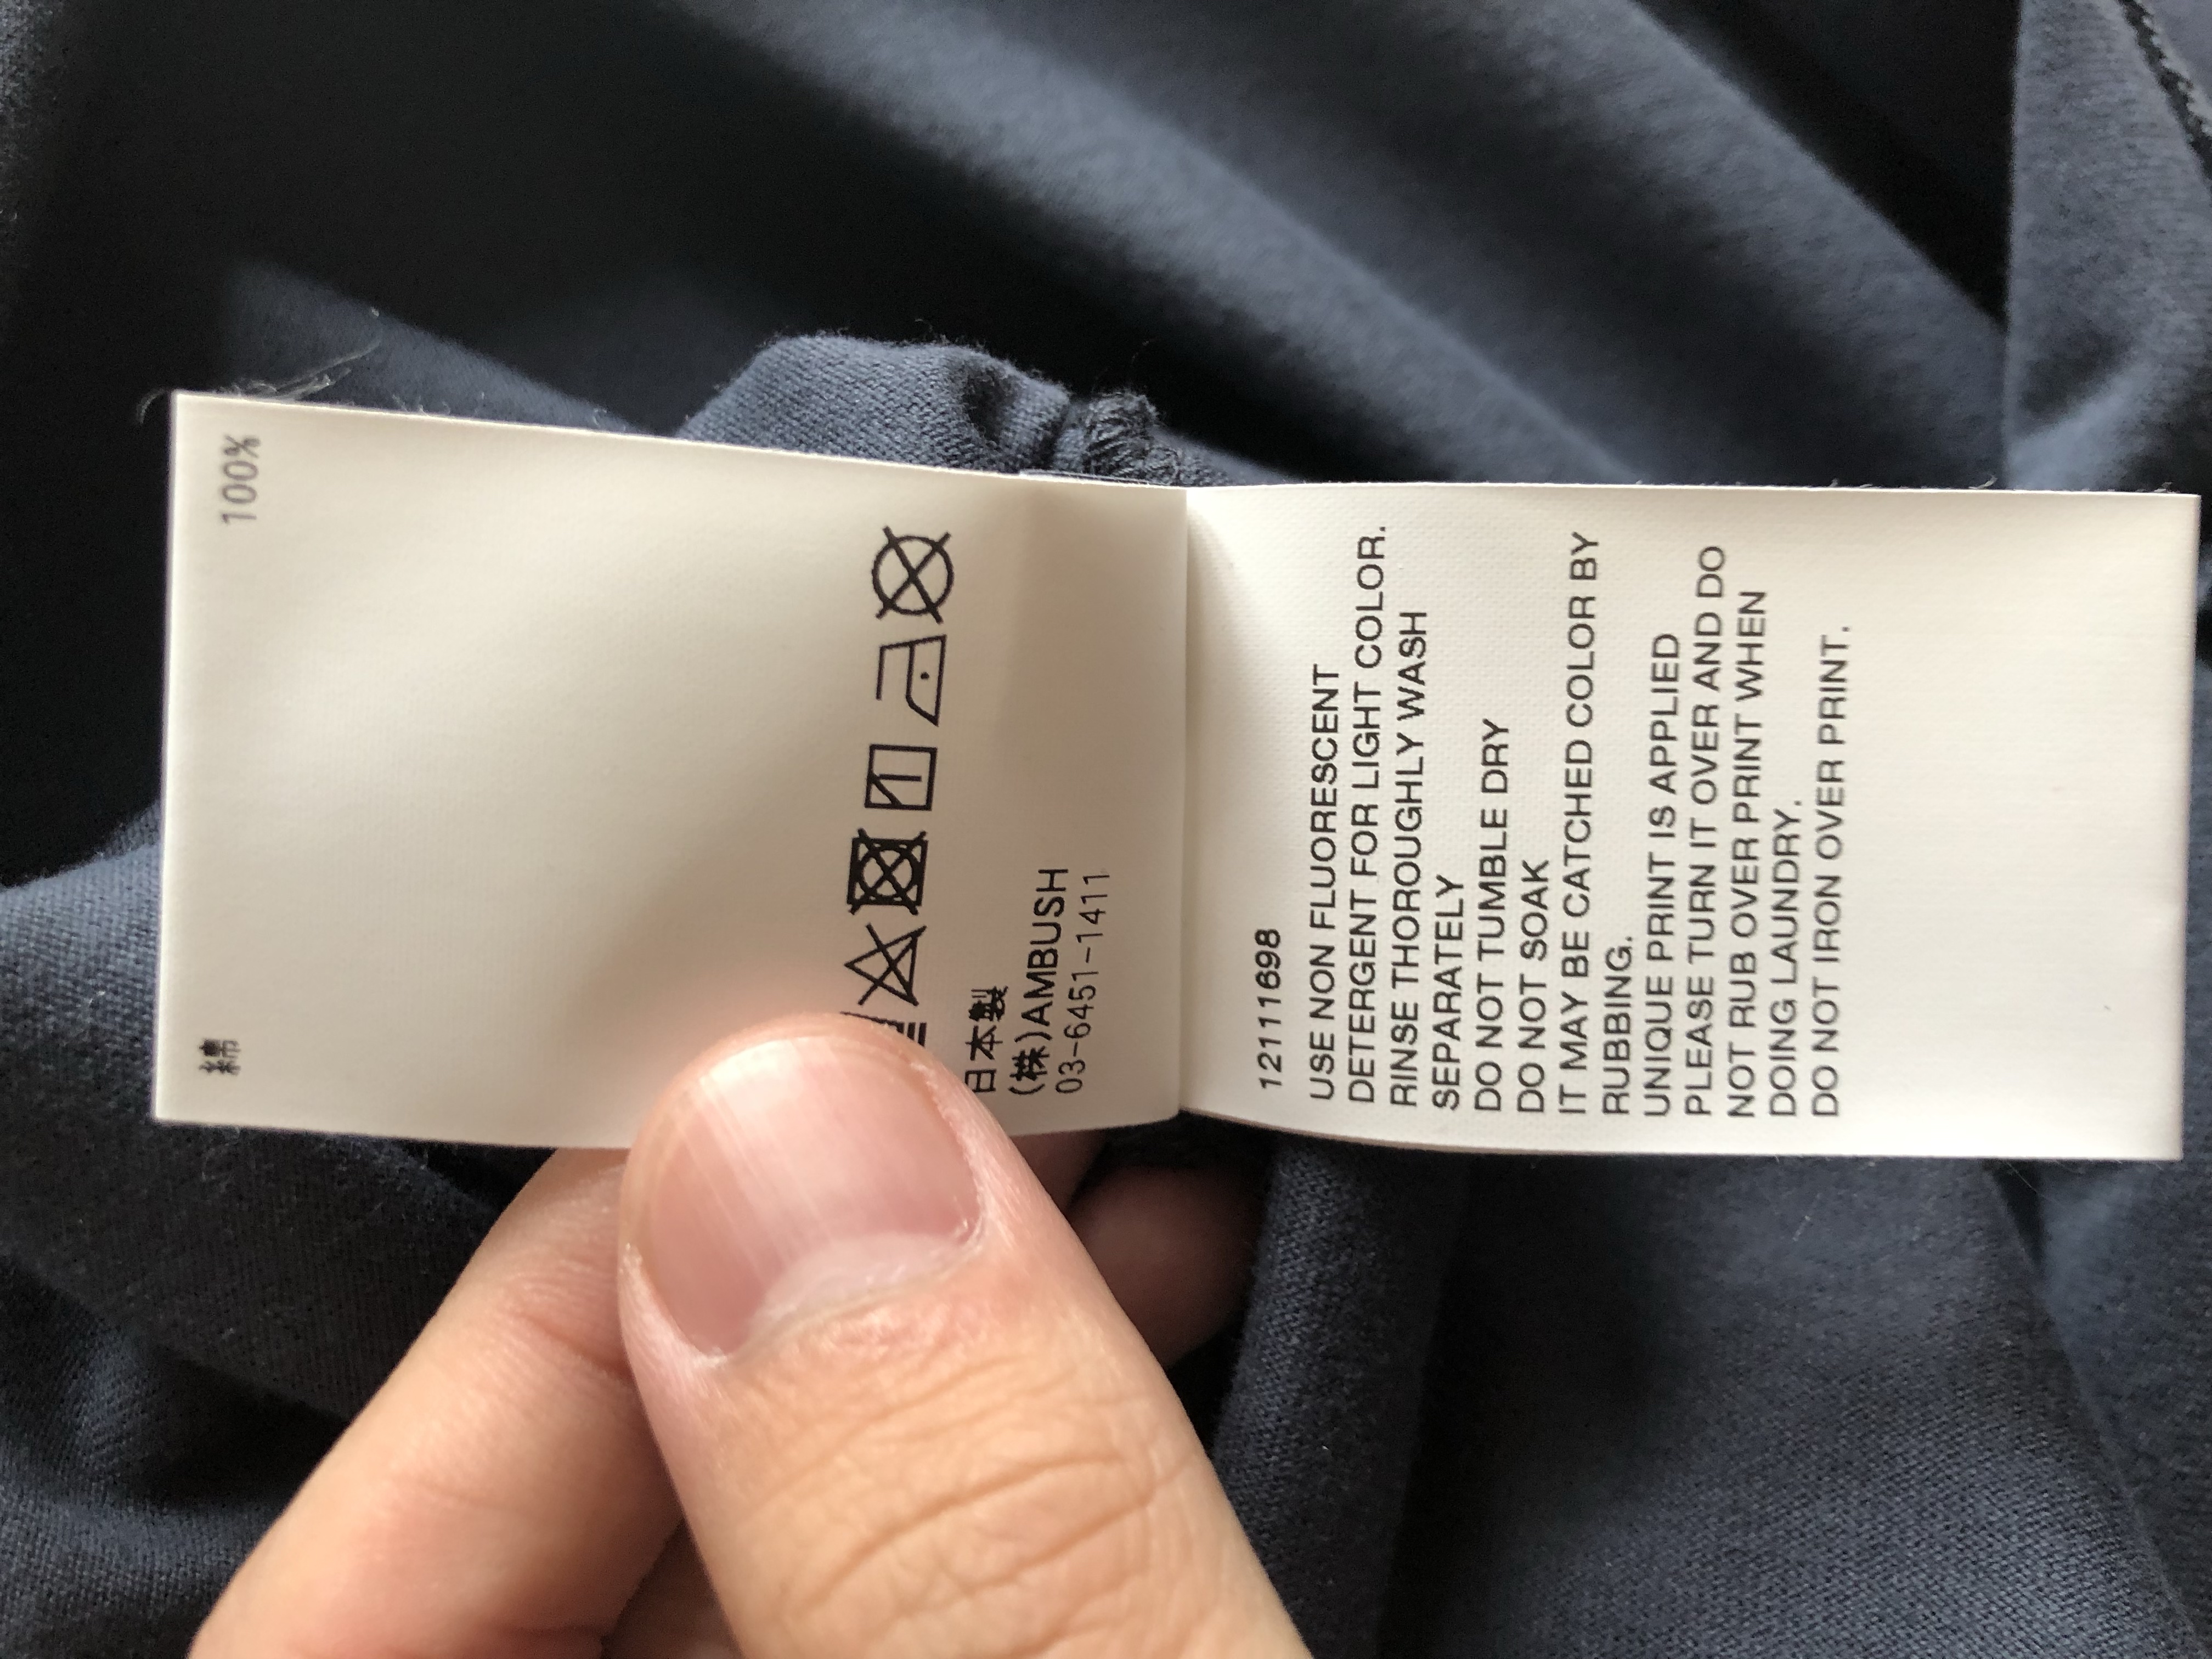 綿 100%
日本製
(株)AMBUSH
03-6451-1411
12111698
USE NON FLUORESCENT
DETERGENT FOR LIGHT COLOR.
RINSE THOROUGHLY WASH
SEPARATELY
DO NOT TUMBLE DRY
DO NOT SOAK
IT MAY BE CATCHED COLOR BY
RUBBING.
UNIQUE PRINT IS APPLIED
PLEASE TURN IT OVER AND DO
NOT RUB OVER PRINT WHEN
DOING LAUNDRY.
DO NOT IRON OVER PRINT.